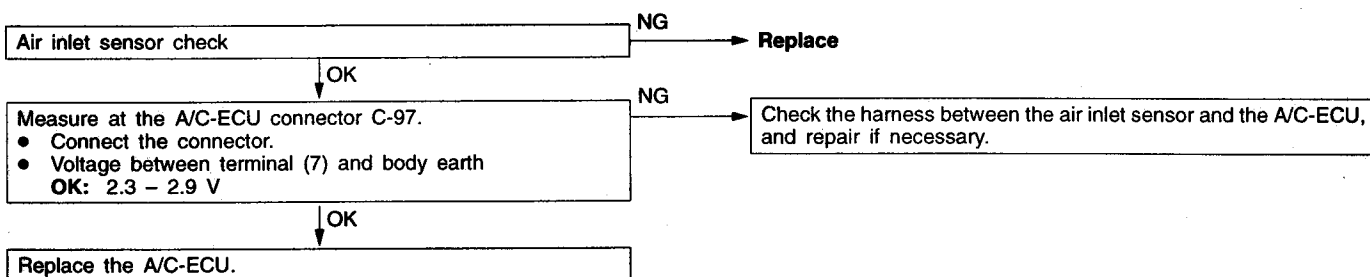 NG
Air inlet sensor check
Replace
OK
NG
Measure at the A/C-ECU connector C-97.
● Connect the connector.
● Voltage between terminal (7) and body earth
OK: 2.3 – 2.9 V
Check the harness between the air inlet sensor and the A/C-ECU,
and repair if necessary.
OK
Replace the A/C-ECU.